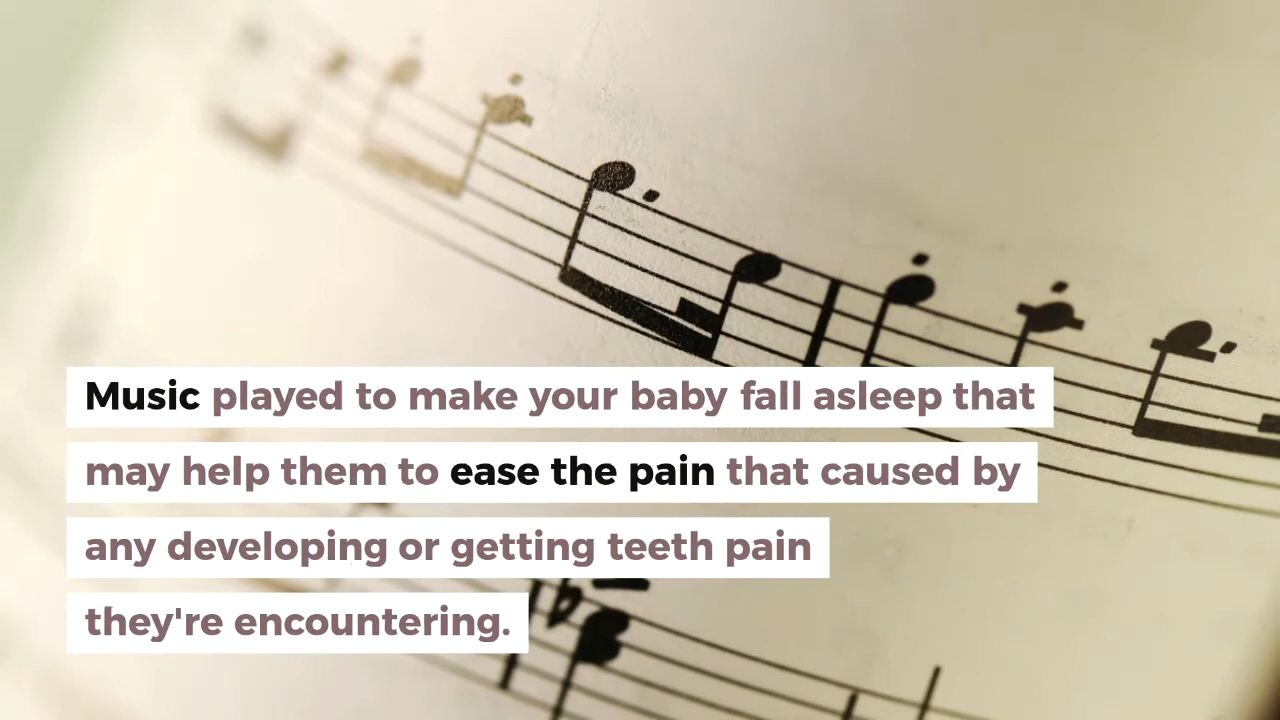 Music played to make your baby fall asleep that
may help them to ease the pain that caused by
any developing or getting teeth pain
they're encountering.